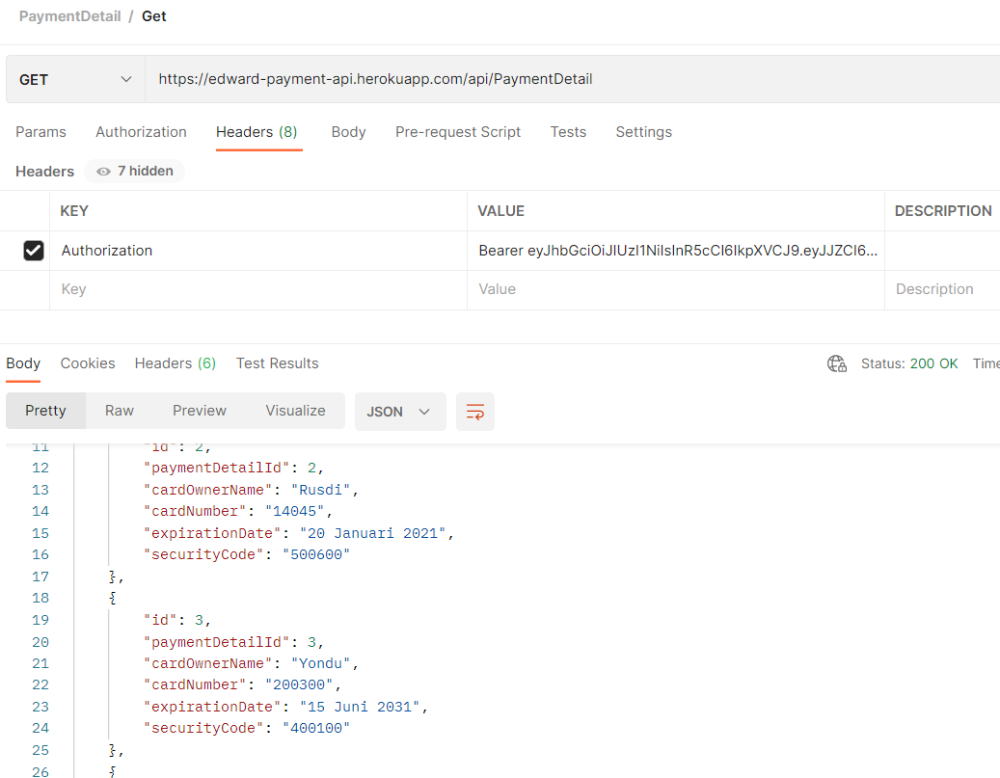 PaymentDetail / Get
GET https://edward-payment-api.herokuapp.com/api/PaymentDetail
Params Authorization Headers (8) Body Pre-request Script Tests Settings
Headers 7 hidden
KEY VALUE DESCRIPTION
Authorization Bearer eyJhbGciOiJIUzI1NiIsInR5cCI6IkpXVCJ9.eyJJZCI6...
Key Value Description
Body Cookies Headers (6) Test Results Status: 200 OK Time
Pretty Raw Preview Visualize JSON
11 "id": 2,
12 "paymentDetailId": 2,
13 "cardOwnerName": "Rusdi",
14 "cardNumber": "14045",
15 "expirationDate": "20 Januari 2021",
16 "securityCode": "500600"
17 },
18 {
19 "id": 3,
20 "paymentDetailId": 3,
21 "cardOwnerName": "Yondu",
22 "cardNumber": "200300",
23 "expirationDate": "15 Juni 2031",
24 "securityCode": "400100"
25 },
26 {